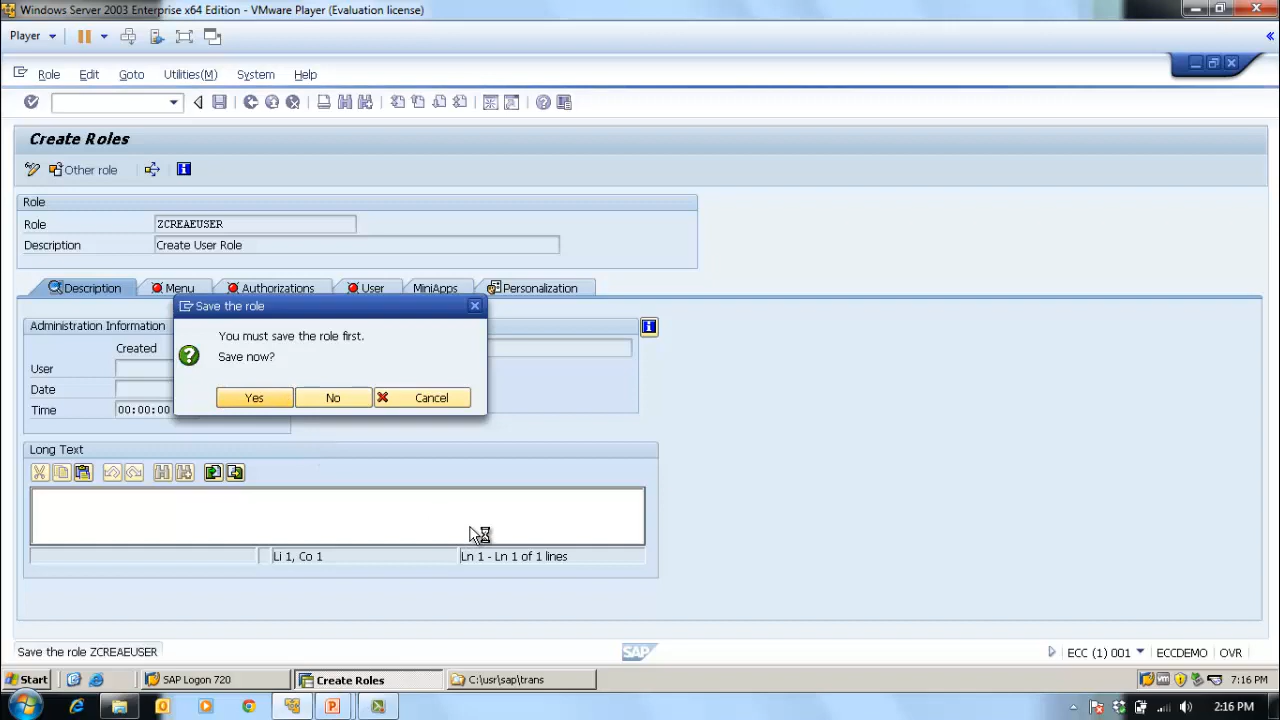 Windows Server 2003 Enterprise x64 Edition - VMware Player (Evaluation license)
Player
Role Edit Goto Utilities(M) System Help
Create Roles
Other role
Role
Role ZCREAEUSER
Description Create User Role
Description Menu Authorizations User MiniApps Personalization
Save the role
Administration Information
You must save the role first.
Created
Save now?
User
Date
Yes No Cancel
Time 00:00:00
Long Text
Li 1, Co 1 Ln 1 - Ln 1 of 1 lines
Save the role ZCREAEUSER SAP ECC (1) 001 ECCDEMO OVR
Start SAP Logon 720 Create Roles C:\usr\sap\trans 7:16 PM
2:16 PM